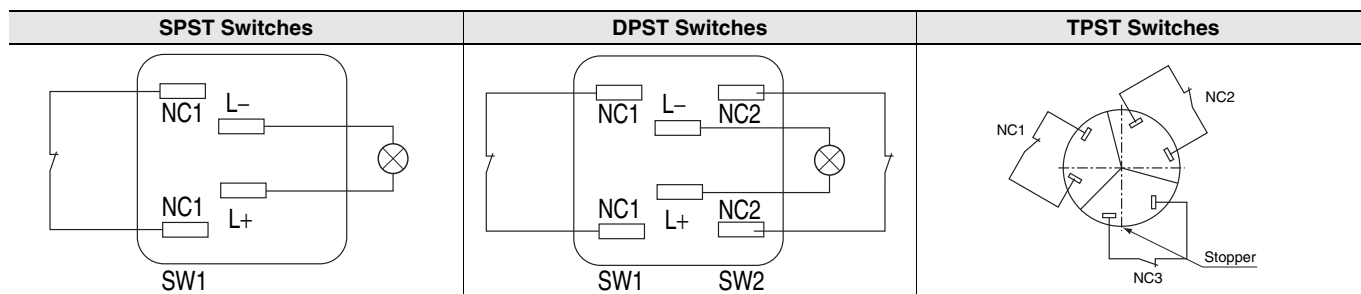 SPST Switches
DPST Switches
TPST Switches
NC1
L−
L+
NC1
SW1
NC1
L−
NC2
NC1
L+
NC2
SW1
SW2
NC1
NC2
Stopper
NC3